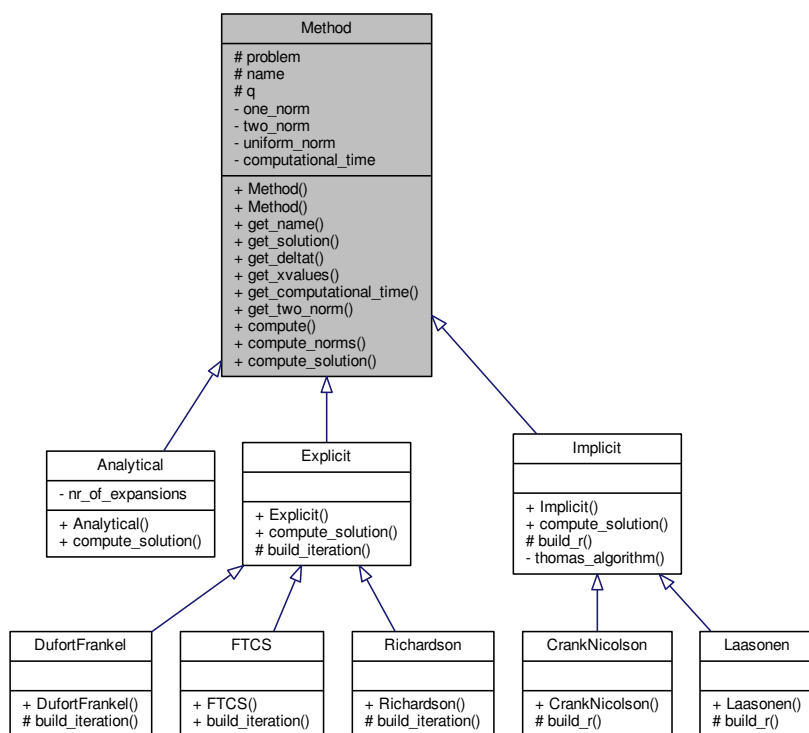 Method
# problem
# name
# q
- one_norm
- two_norm
- uniform_norm
- computational_time
+ Method()
+ Method()
+ get_name()
+ get_solution()
+ get_deltat()
+ get_xvalues()
+ get_computational_time()
+ get_two_norm()
+ compute()
+ compute_norms()
+ compute_solution()
Analytical
- nr_of_expansions
+ Analytical()
+ compute_solution()
Explicit
+ Explicit()
+ compute_solution()
# build_iteration()
Implicit
+ Implicit()
+ compute_solution()
# build_r()
- thomas_algorithm()
DufortFrankel
+ DufortFrankel()
# build_iteration()
FTCS
+ FTCS()
+ build_iteration()
Richardson
+ Richardson()
# build_iteration()
CrankNicolson
+ CrankNicolson()
# build_r()
Laasonen
+ Laasonen()
# build_r()